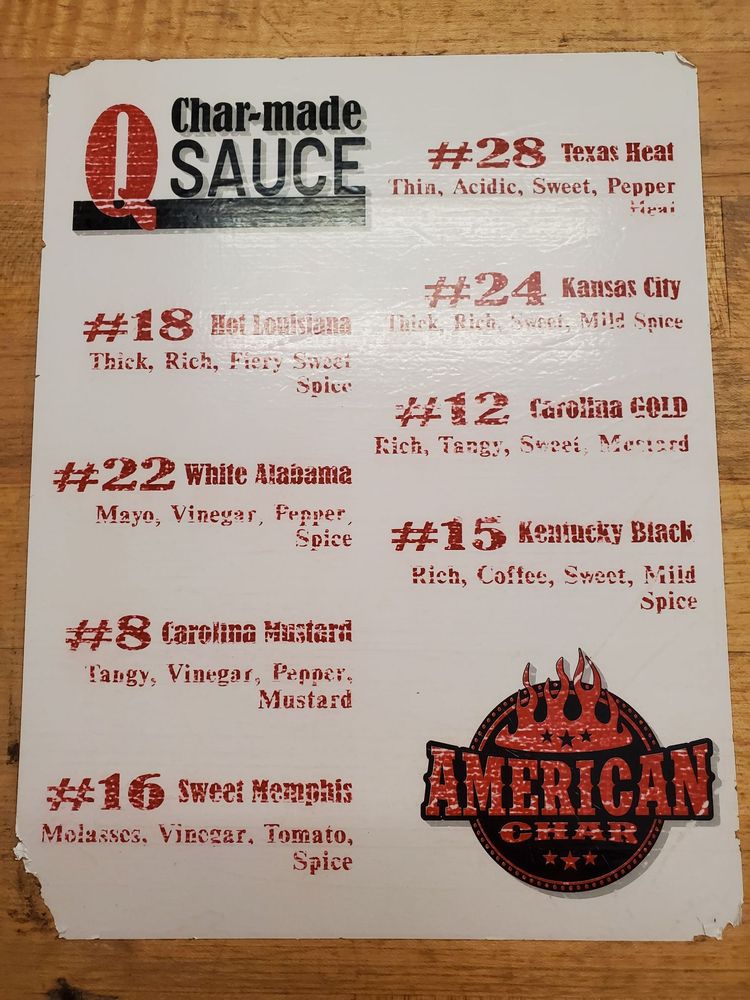 Q Char-made
SAUCE
#18 Hot Louisiana
Thick, Rich, Fiery Sweet
Spice
#22 White Alabama
Mayo, Vinegar, Pepper,
Spice
#8 Carolina Mustard
Tangy, Vinegar, Pepper,
Mustard
#16 Sweet Memphis
Molasses, Vinegar, Tomato,
Spice
#28 Texas Heat
Thin, Acidic, Sweet, Pepper
Heat
#24 Kansas City
Thick, Rich, Sweet, Mild Spice
#12 Carolina GOLD
Rich, Tangy, Sweet, Mustard
#15 Kentucky Black
Rich, Coffee, Sweet, Mild
Spice
AMERICAN
CHAR